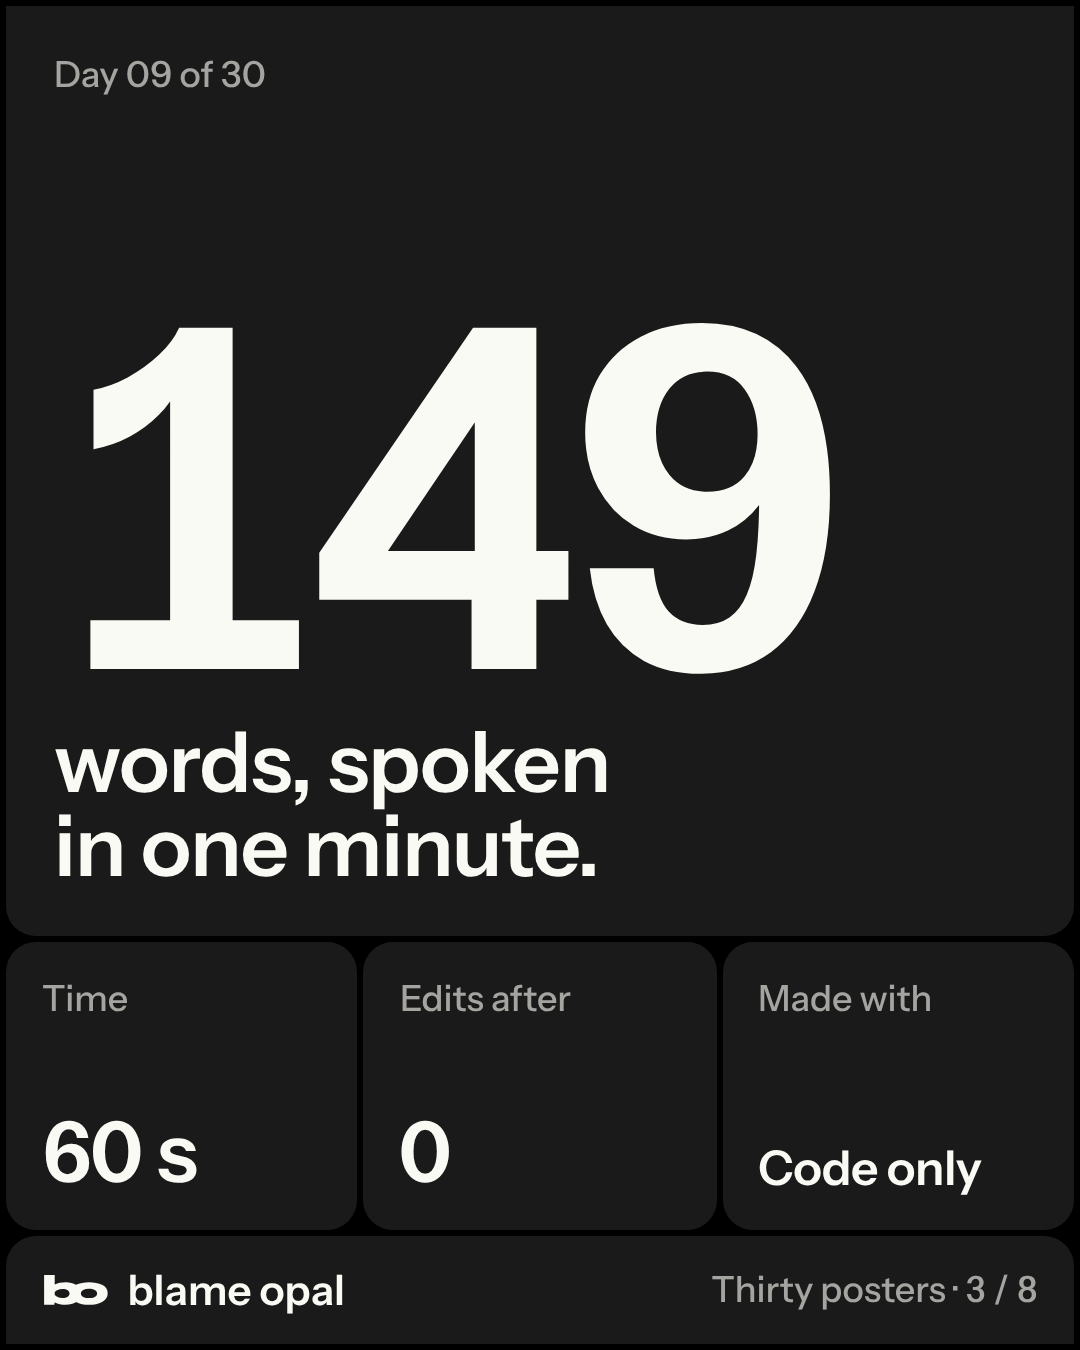 Day 09 of 30
149
words, spoken
in one minute.
Time
60 s
Edits after
0
Made with
Code only
bo blame opal
Thirty posters · 3 / 8